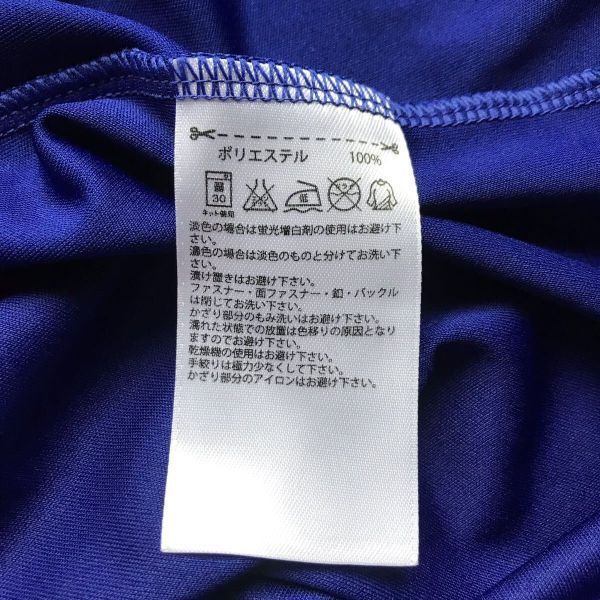 ポリエステル 100%
弱 30 低 ドライ
ネット使用
淡色の場合は蛍光増白剤の使用はお避け下
さい。
濃色の場合は淡色のものと分けてお洗い下
さい。
漬け置きはお避け下さい。
ファスナー・面ファスナー・釦・バックル
は閉じてお洗い下さい。
かざり部分のもみ洗いはお避け下さい。
濡れた状態での放置は色移りの原因となり
ますのでお避け下さい。
乾燥機の使用はお避け下さい。
手絞りは極力少なくして下さい。
かざり部分のアイロンはお避け下さい。